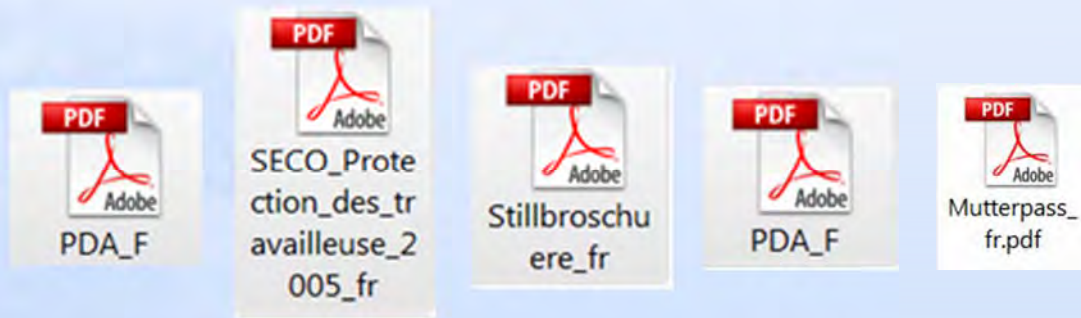 PDF
Adobe
PDA_F
PDF
Adobe
SECO_Prote
ction_des_tr
availleuse_2
005_fr
PDF
Adobe
Stillbroschu
ere_fr
PDF
Adobe
PDA_F
PDF
Adobe
Mutterpass_
fr.pdf